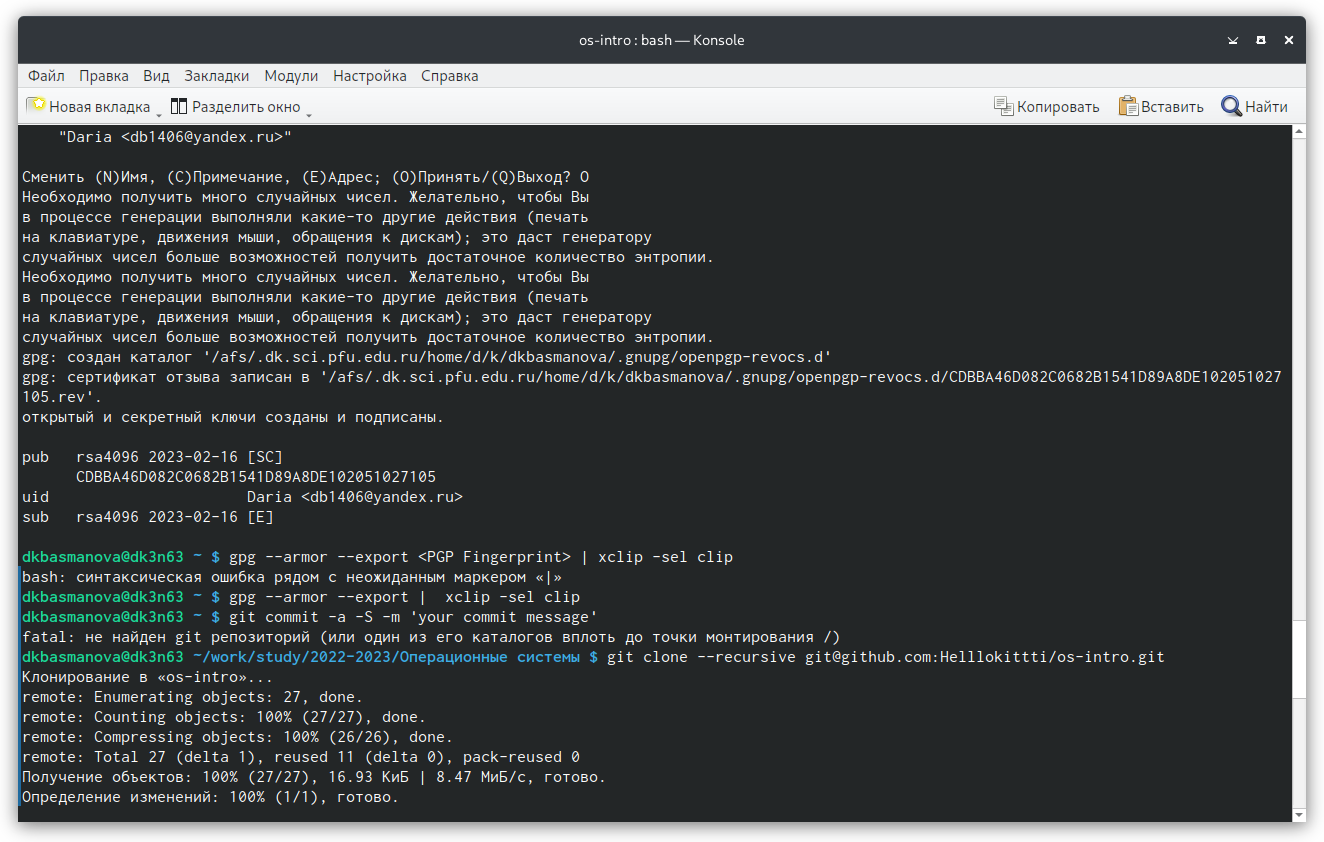 os-intro : bash — Konsole
Файл Правка Вид Закладки Модули Настройка Справка
Новая вкладка Разделить окно Копировать Вставить Найти
"Daria <db1406@yandex.ru>"
Сменить (N)Имя, (C)Примечание, (E)Адрес; (O)Принять/(Q)Выход? O
Необходимо получить много случайных чисел. Желательно, чтобы Вы
в процессе генерации выполняли какие-то другие действия (печать
на клавиатуре, движения мыши, обращения к дискам); это даст генератору
случайных чисел больше возможностей получить достаточное количество энтропии.
Необходимо получить много случайных чисел. Желательно, чтобы Вы
в процессе генерации выполняли какие-то другие действия (печать
на клавиатуре, движения мыши, обращения к дискам); это даст генератору
случайных чисел больше возможностей получить достаточное количество энтропии.
gpg: создан каталог '/afs/.dk.sci.pfu.edu.ru/home/d/k/dkbasmanova/.gnupg/openpgp-revocs.d'
gpg: сертификат отзыва записан в '/afs/.dk.sci.pfu.edu.ru/home/d/k/dkbasmanova/.gnupg/openpgp-revocs.d/CDBBA46D082C0682B1541D89A8DE102051027
105.rev'.
открытый и секретный ключи созданы и подписаны.
pub   rsa4096 2023-02-16 [SC]
CDBBA46D082C0682B1541D89A8DE102051027105
uid                      Daria <db1406@yandex.ru>
sub   rsa4096 2023-02-16 [E]
dkbasmanova@dk3n63 ~ $ gpg --armor --export <PGP Fingerprint> | xclip -sel clip
bash: синтаксическая ошибка рядом с неожиданным маркером «|»
dkbasmanova@dk3n63 ~ $ gpg --armor --export |  xclip -sel clip
dkbasmanova@dk3n63 ~ $ git commit -a -S -m 'your commit message'
fatal: не найден git репозиторий (или один из его каталогов вплоть до точки монтирования /)
dkbasmanova@dk3n63 ~/work/study/2022-2023/Операционные системы $ git clone --recursive git@github.com:Helllokittti/os-intro.git
Клонирование в «os-intro»...
remote: Enumerating objects: 27, done.
remote: Counting objects: 100% (27/27), done.
remote: Compressing objects: 100% (26/26), done.
remote: Total 27 (delta 1), reused 11 (delta 0), pack-reused 0
Получение объектов: 100% (27/27), 16.93 КиБ | 8.47 МиБ/с, готово.
Определение изменений: 100% (1/1), готово.